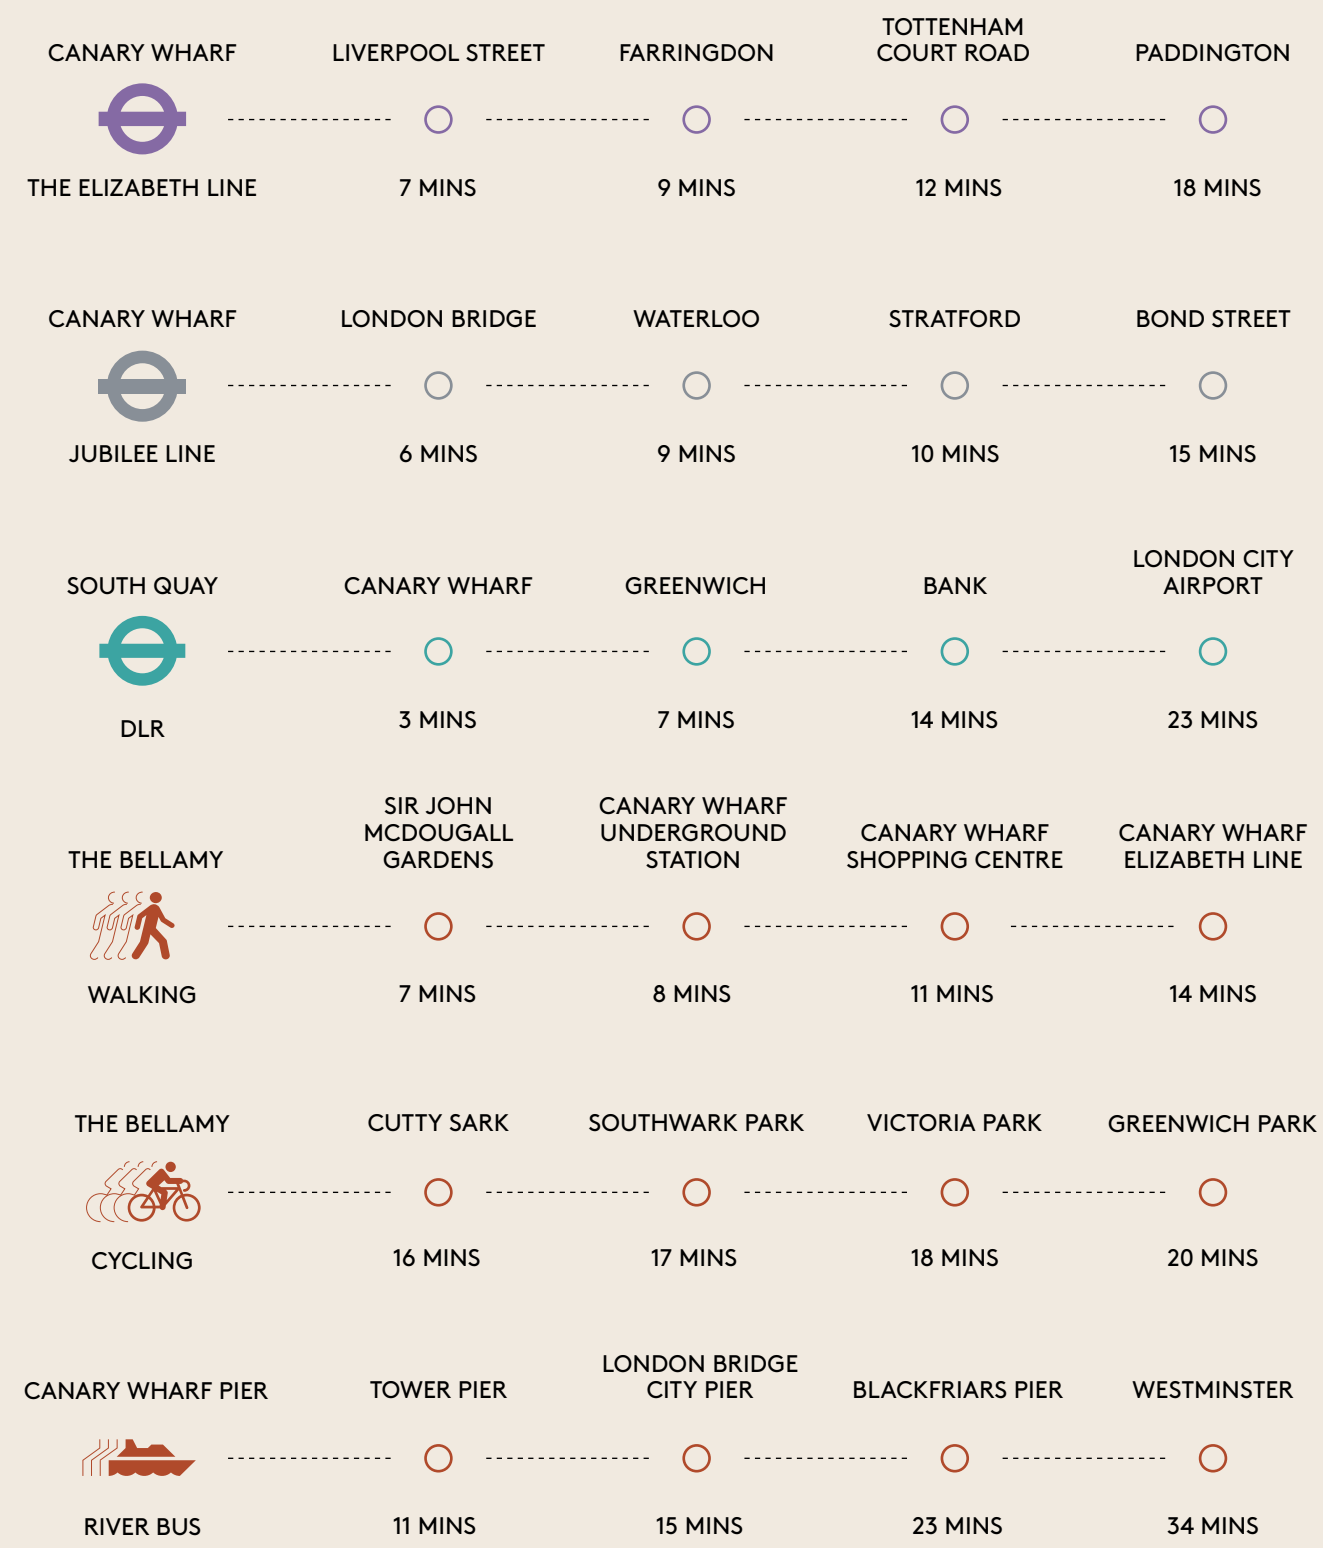 CANARY WHARF
LIVERPOOL STREET
FARRINGDON
TOTTENHAM
COURT ROAD
PADDINGTON
THE ELIZABETH LINE
7 MINS
9 MINS
12 MINS
18 MINS
CANARY WHARF
LONDON BRIDGE
WATERLOO
STRATFORD
BOND STREET
JUBILEE LINE
6 MINS
9 MINS
10 MINS
15 MINS
SOUTH QUAY
CANARY WHARF
GREENWICH
BANK
LONDON CITY
AIRPORT
DLR
3 MINS
7 MINS
14 MINS
23 MINS
THE BELLAMY
SIR JOHN
MCDOUGALL
GARDENS
CANARY WHARF
UNDERGROUND
STATION
CANARY WHARF
SHOPPING CENTRE
CANARY WHARF
ELIZABETH LINE
WALKING
7 MINS
8 MINS
11 MINS
14 MINS
THE BELLAMY
CUTTY SARK
SOUTHWARK PARK
VICTORIA PARK
GREENWICH PARK
CYCLING
16 MINS
17 MINS
18 MINS
20 MINS
CANARY WHARF PIER
TOWER PIER
LONDON BRIDGE
CITY PIER
BLACKFRIARS PIER
WESTMINSTER
RIVER BUS
11 MINS
15 MINS
23 MINS
34 MINS